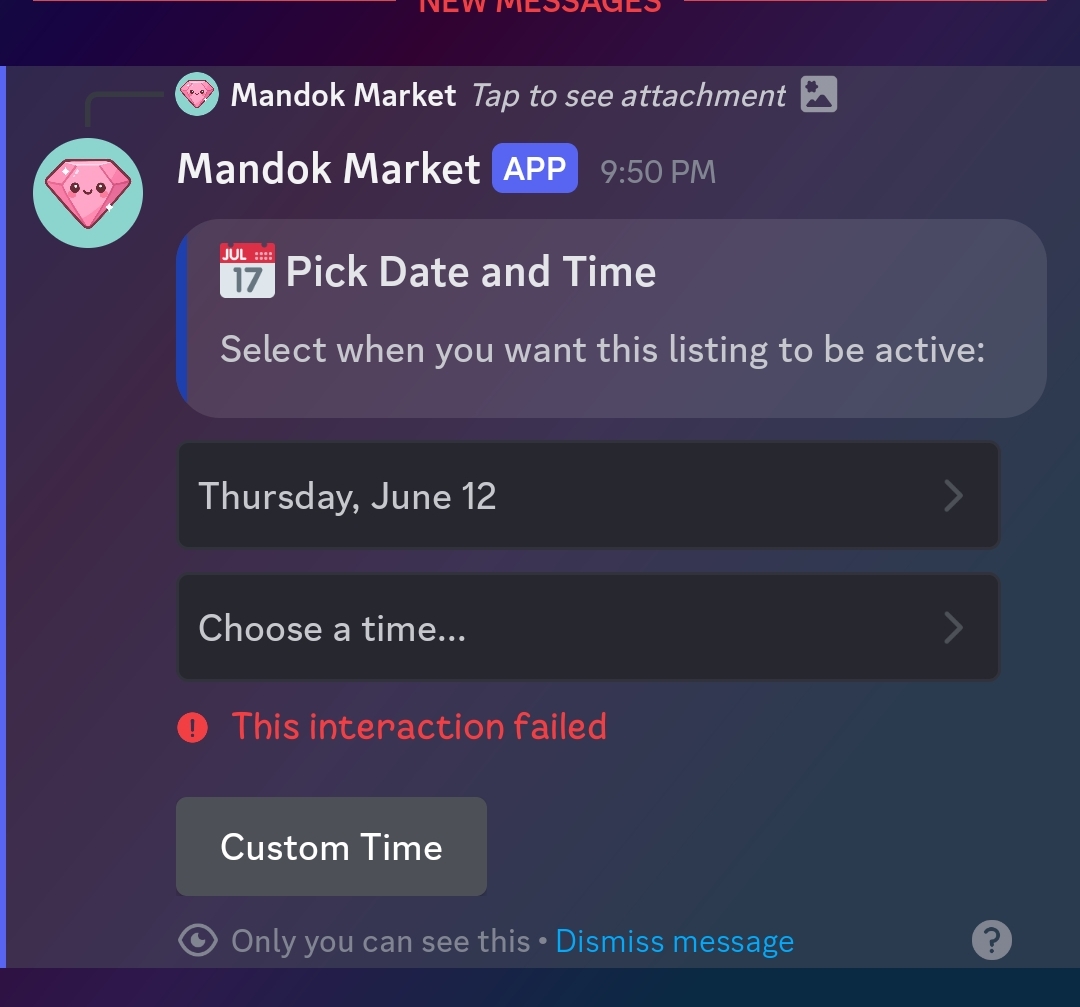 NEW MESSAGES
Mandok Market Tap to see attachment
Mandok Market APP 9:50 PM
JUL 17 Pick Date and Time
Select when you want this listing to be active:
Thursday, June 12
Choose a time...
This interaction failed
Custom Time
Only you can see this • Dismiss message